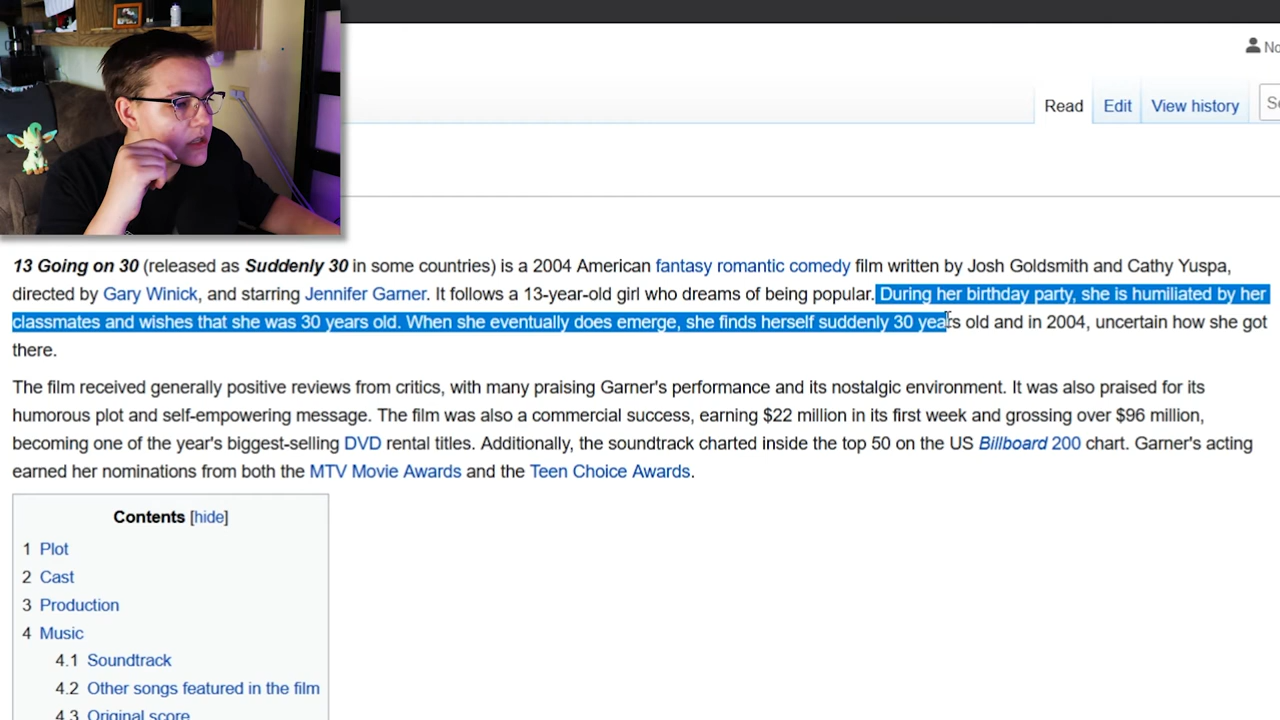 No
Read Edit View history Se
13 Going on 30 (released as Suddenly 30 in some countries) is a 2004 American fantasy romantic comedy film written by Josh Goldsmith and Cathy Yuspa,
directed by Gary Winick, and starring Jennifer Garner. It follows a 13-year-old girl who dreams of being popular. During her birthday party, she is humiliated by her
classmates and wishes that she was 30 years old. When she eventually does emerge, she finds herself suddenly 30 years old and in 2004, uncertain how she got
there.
The film received generally positive reviews from critics, with many praising Garner's performance and its nostalgic environment. It was also praised for its
humorous plot and self-empowering message. The film was also a commercial success, earning $22 million in its first week and grossing over $96 million,
becoming one of the year's biggest-selling DVD rental titles. Additionally, the soundtrack charted inside the top 50 on the US Billboard 200 chart. Garner's acting
earned her nominations from both the MTV Movie Awards and the Teen Choice Awards.
Contents [hide]
1 Plot
2 Cast
3 Production
4 Music
4.1 Soundtrack
4.2 Other songs featured in the film
4.3 Original score